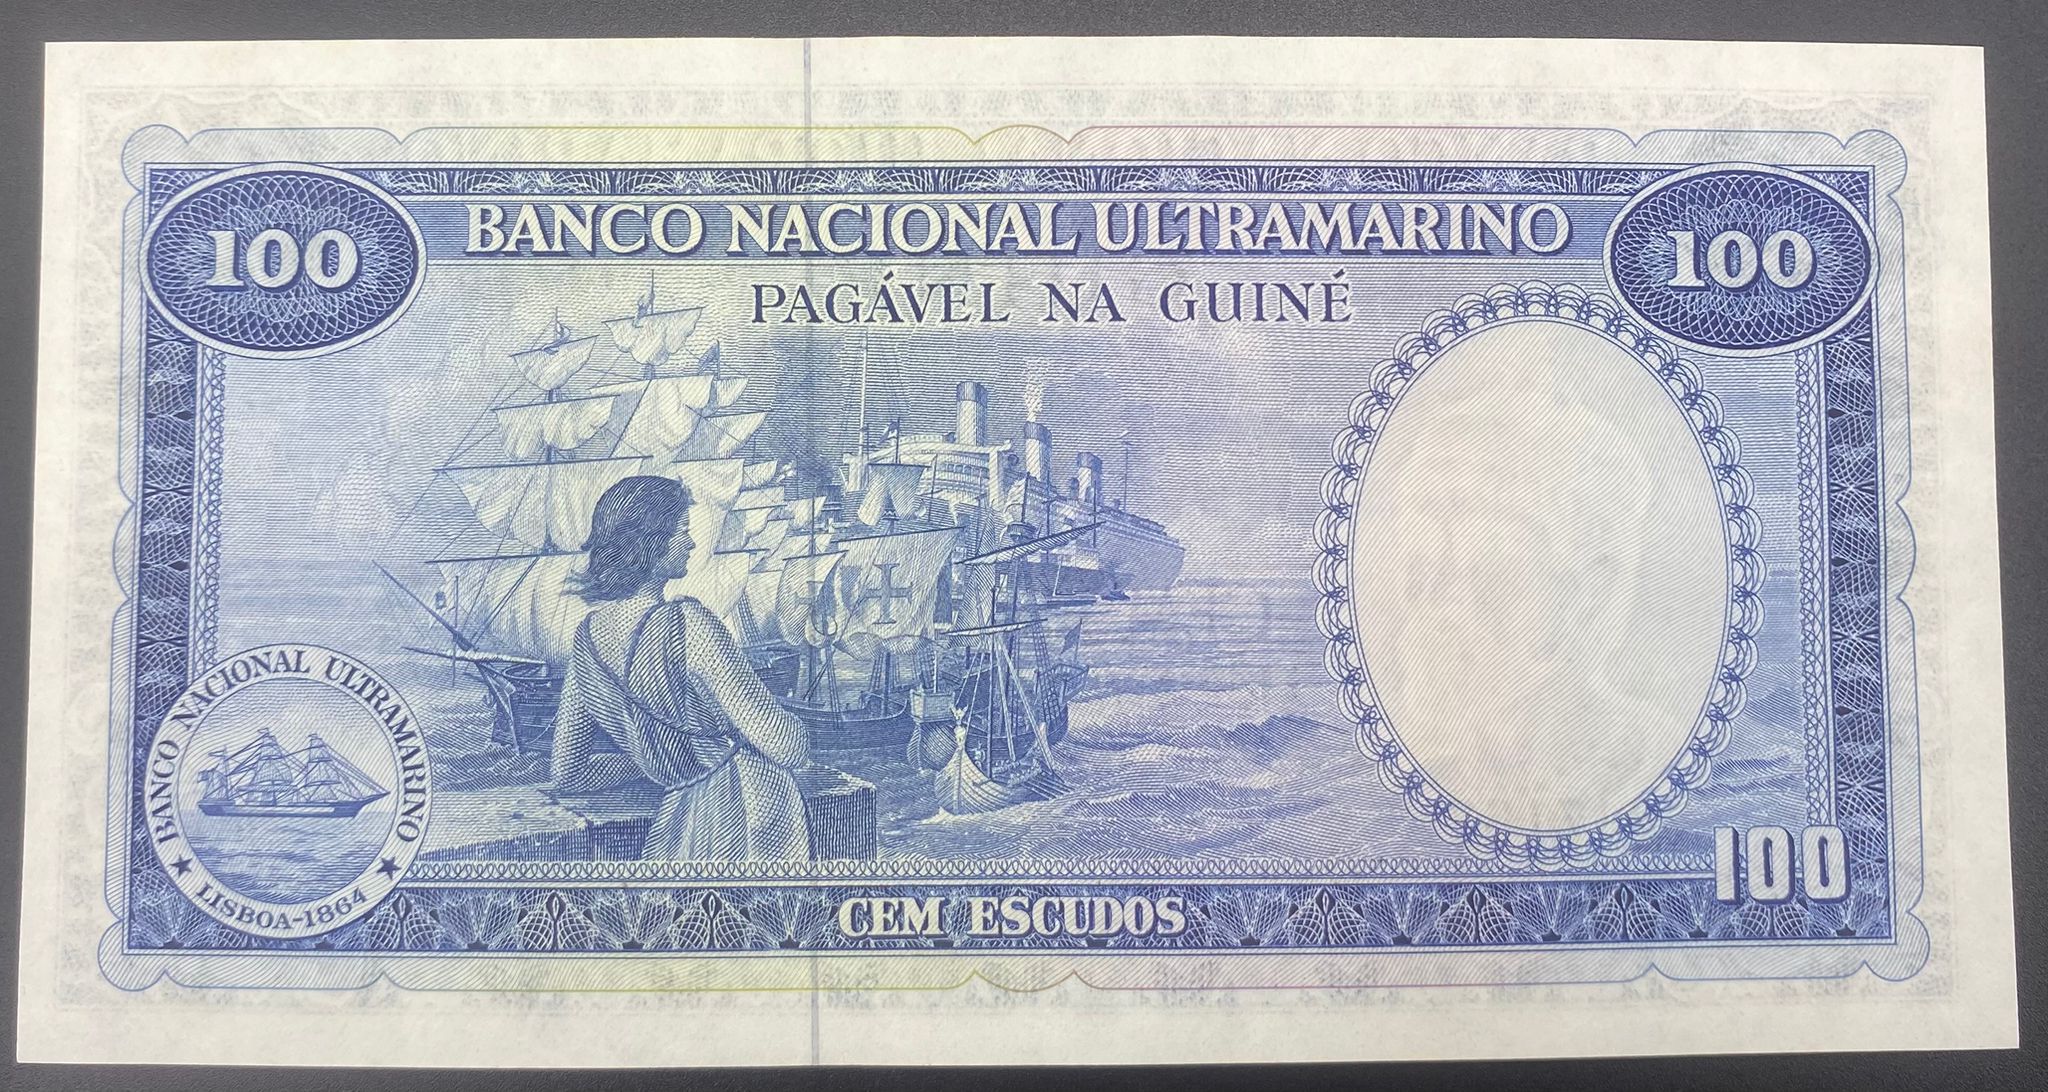 100
BANCO NACIONAL ULTRAMARINO
100
PAGÁVEL NA GUINÉ
BANCO NACIONAL ULTRAMARINO
LISBOA-1864
CEM ESCUDOS
100